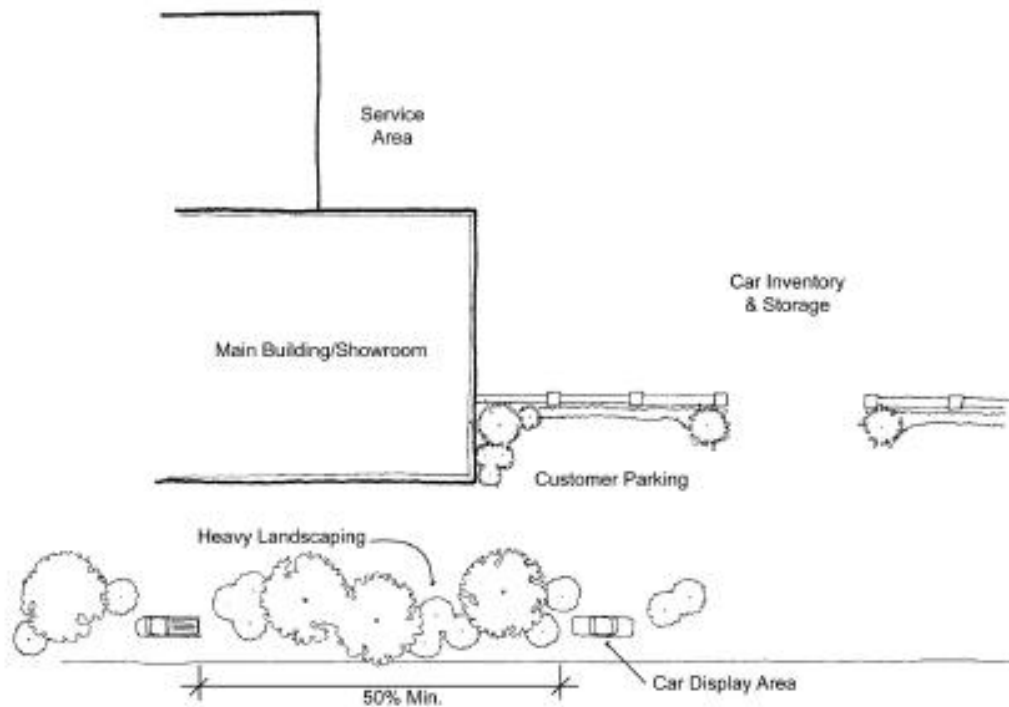 Service
Area
Car Inventory
& Storage
Main Building/Showroom
Customer Parking
Heavy Landscaping
Car Display Area
50% Min.